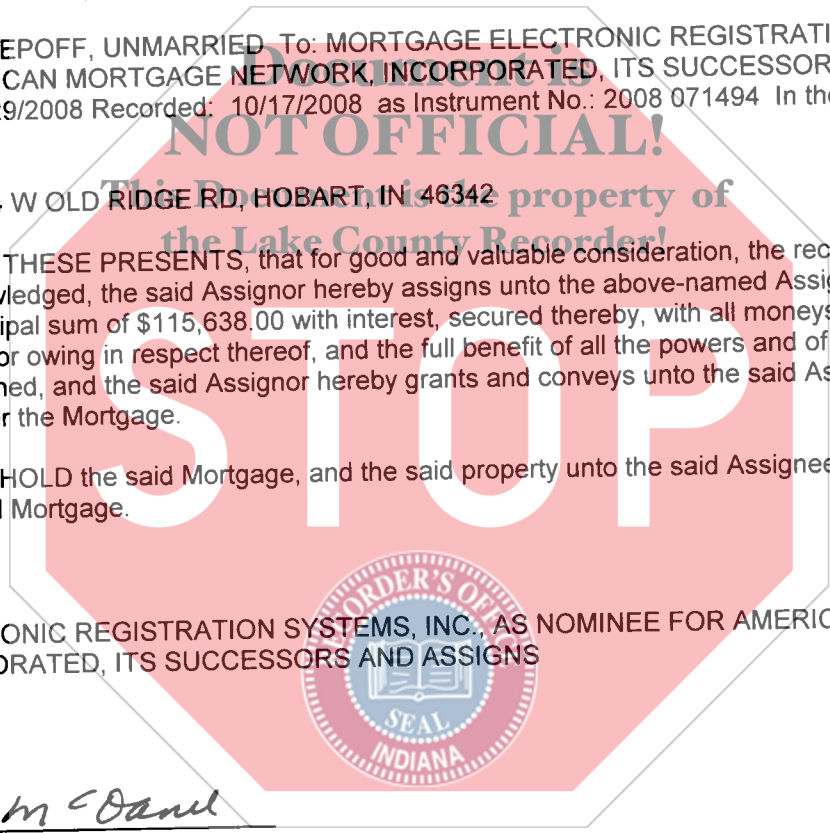 EPOFF, UNMARRIED To: MORTGAGE ELECTRONIC REGISTRATI
CAN MORTGAGE NETWORK, INCORPORATED, ITS SUCCESSOR
9/2008 Recorded: 10/17/2008 as Instrument No.: 2008 071494 In the
Document is
NOT OFFICIAL!
This Document is the property of
the Lake County Recorder!
W OLD RIDGE RD, HOBART, IN 46342
THESE PRESENTS, that for good and valuable consideration, the rec
ledged, the said Assignor hereby assigns unto the above-named Assig
ipal sum of $115,638.00 with interest, secured thereby, with all moneys
or owing in respect thereof, and the full benefit of all the powers and of
ned, and the said Assignor hereby grants and conveys unto the said As
r the Mortgage.
HOLD the said Mortgage, and the said property unto the said Assignee
Mortgage.
STOP
ONIC REGISTRATION SYSTEMS, INC., AS NOMINEE FOR AMERIC
ORATED, ITS SUCCESSORS AND ASSIGNS
RECORDER'S OFFICE
SEAL
INDIANA
McDanel